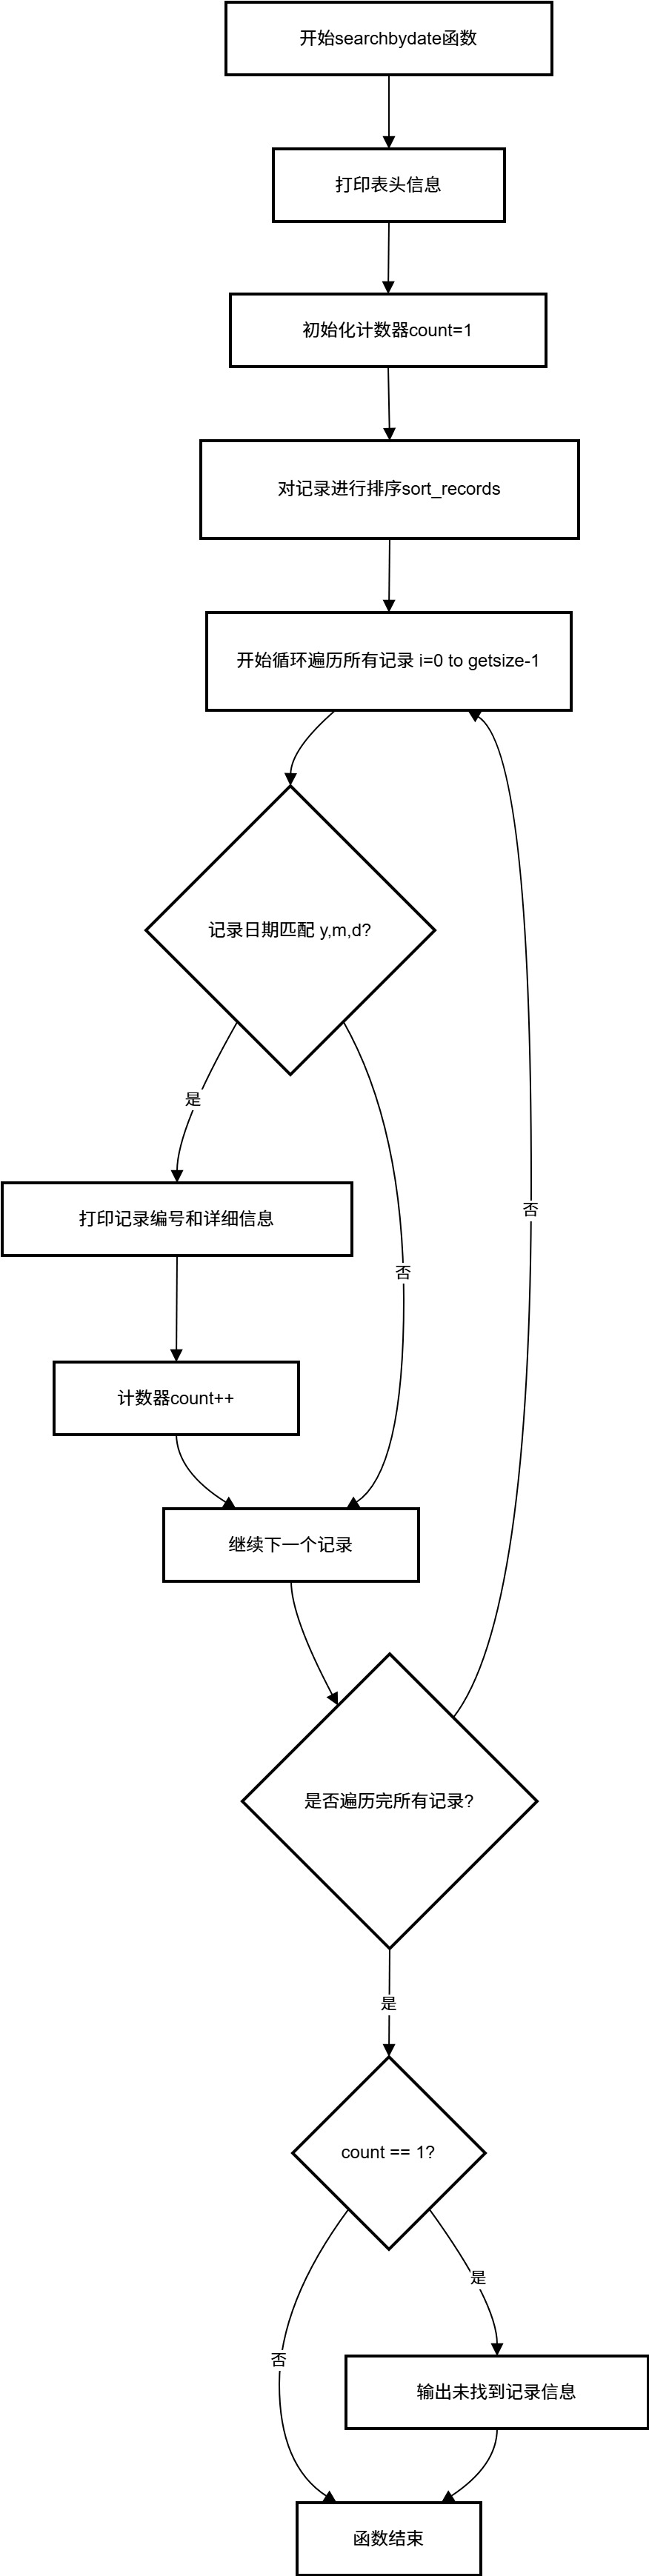 开始searchbydate函数
打印表头信息
初始化计数器count=1
对记录进行排序sort_records
开始循环遍历所有记录 i=0 to getsize-1
记录日期匹配 y,m,d?
是
打印记录编号和详细信息
否
否
计数器count++
继续下一个记录
是否遍历完所有记录?
是
count == 1?
是
否
输出未找到记录信息
函数结束